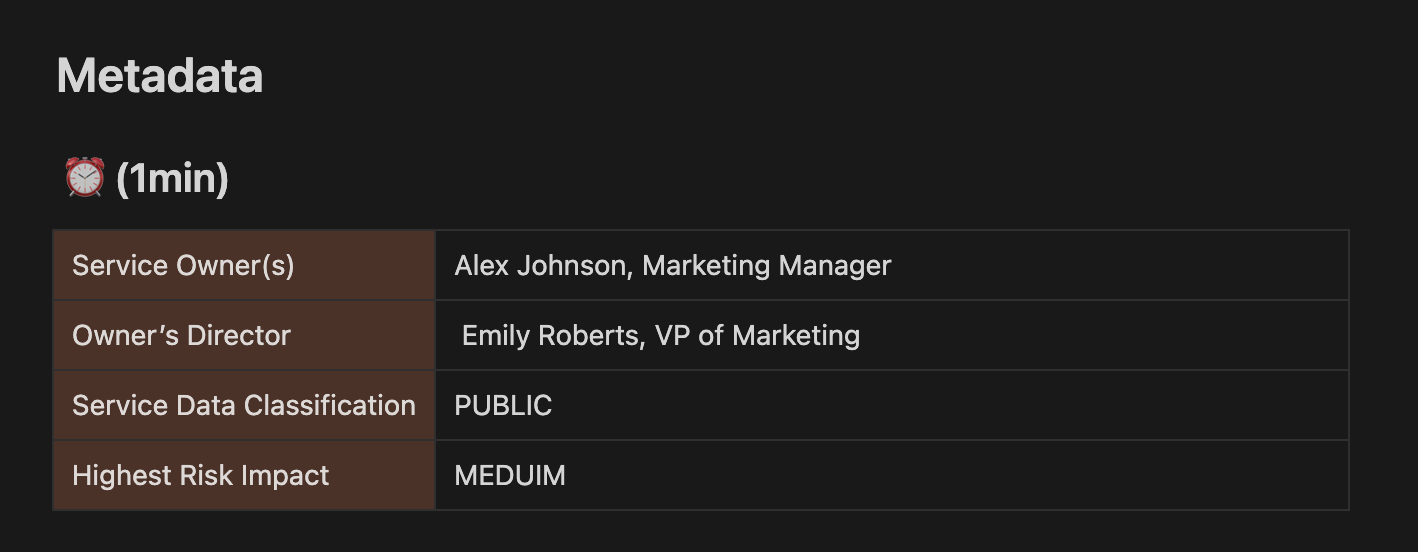 Metadata
⏰ (1min)
Service Owner(s) Alex Johnson, Marketing Manager
Owner’s Director Emily Roberts, VP of Marketing
Service Data Classification PUBLIC
Highest Risk Impact MEDUIM